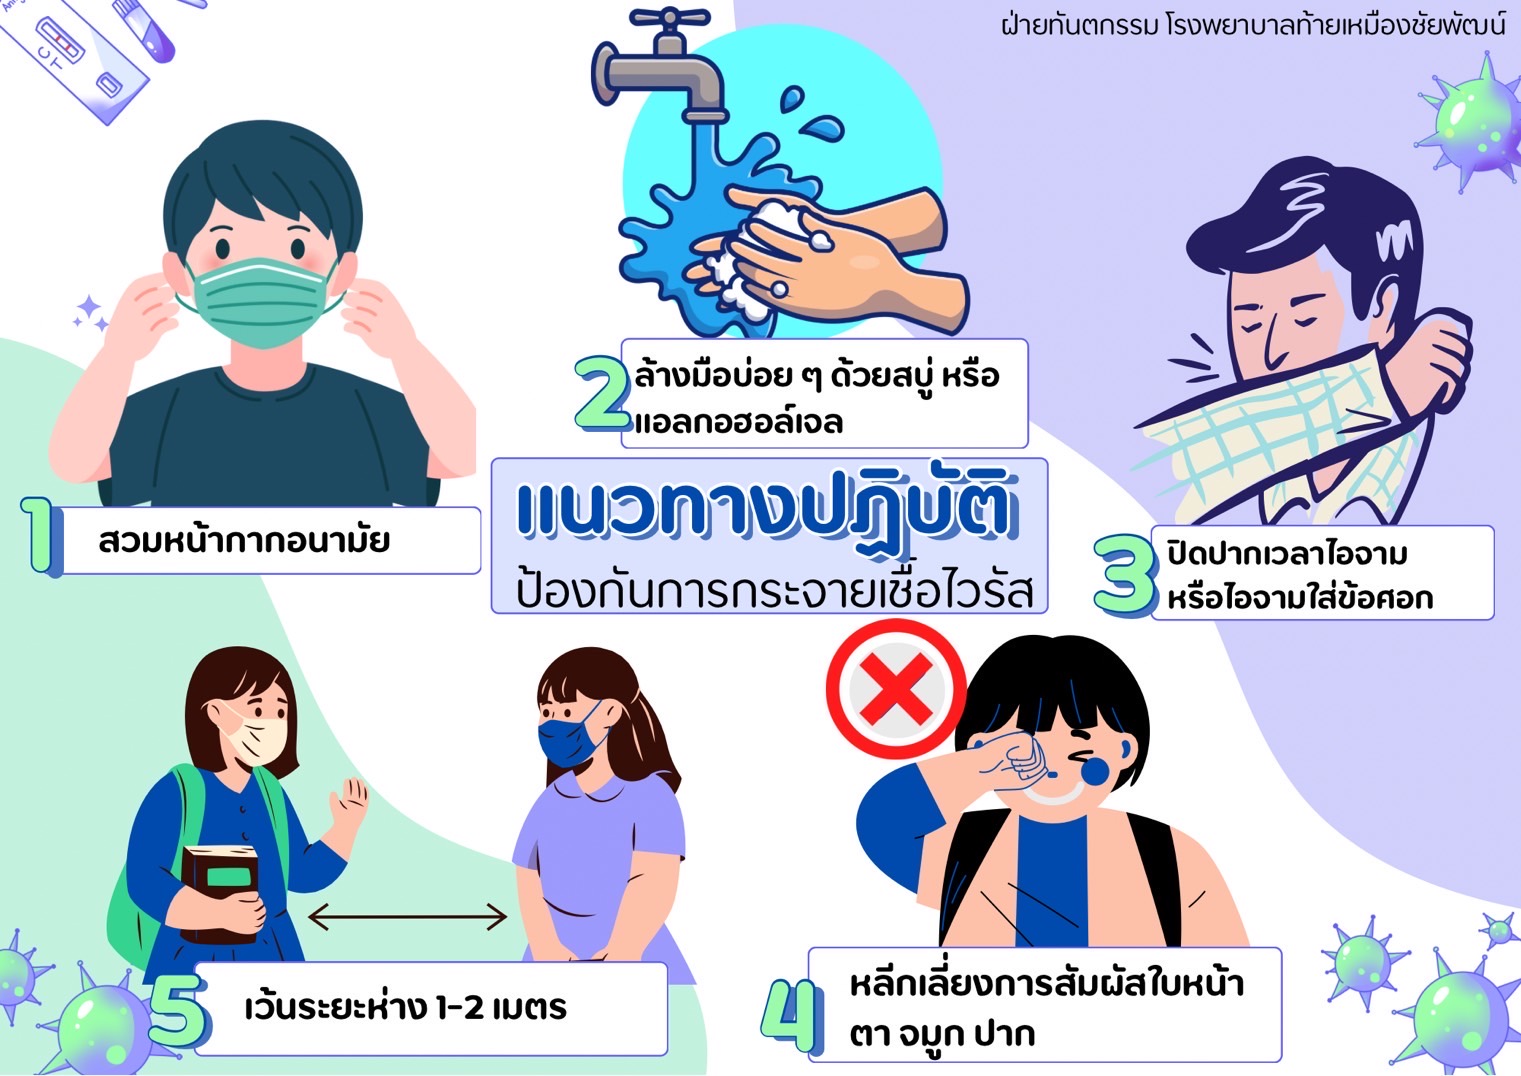 ฝ่ายทันตกรรม โรงพยาบาลท้ายเหมืองชัยพัฒน์
C
T
1
สวมหน้ากากอนามัย
2
ล้างมือบ่อย ๆ ด้วยสบู่ หรือ
แอลกอฮอล์เจล
แนวทางปฏิบัติ
ป้องกันการกระจายเชื้อไวรัส
3
ปิดปากเวลาไอจาม
หรือไอจามใส่ข้อศอก
5
เว้นระยะห่าง 1-2 เมตร
4
หลีกเลี่ยงการสัมผัสใบหน้า
ตา จมูก ปาก